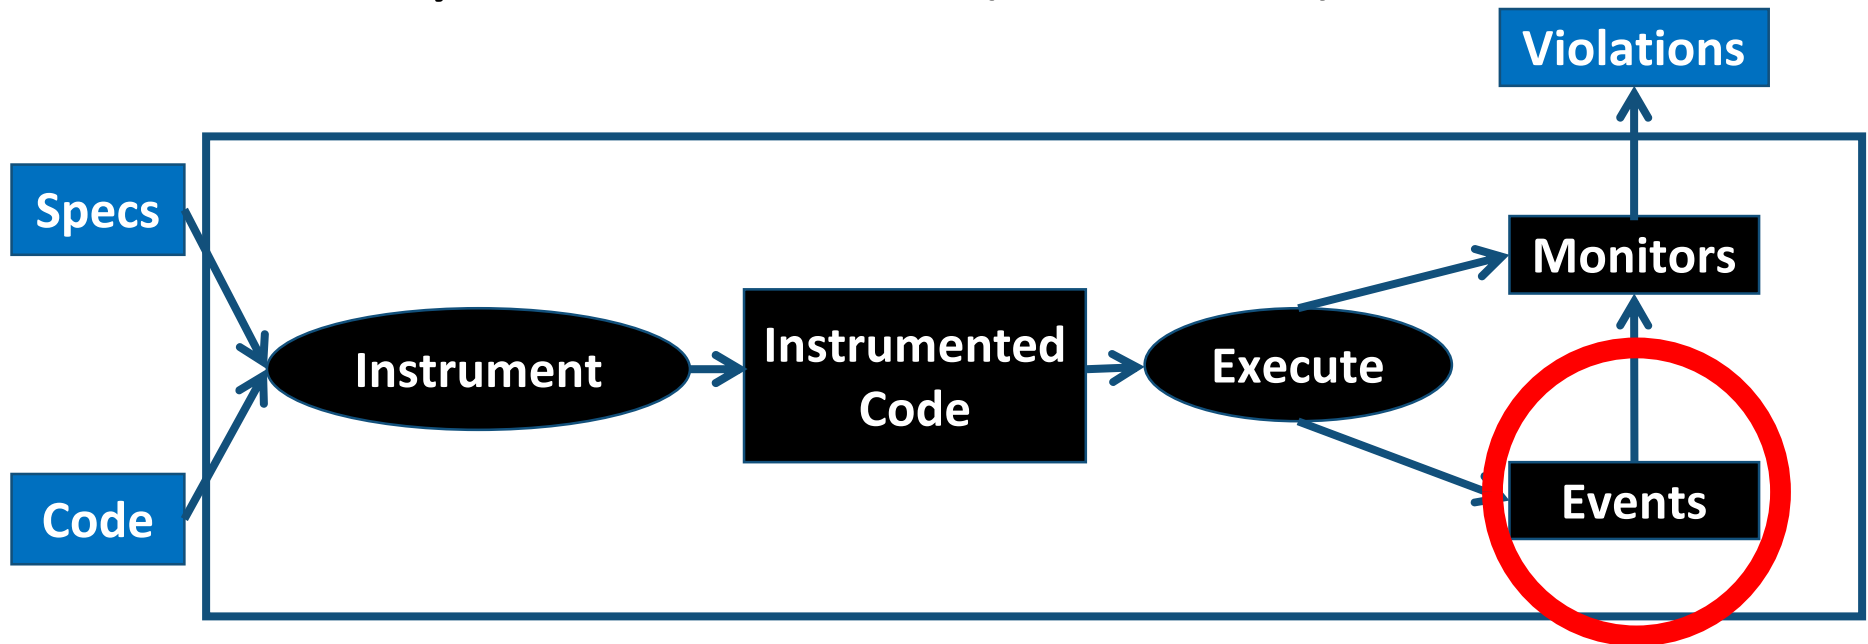 Violations
Specs
Monitors
Instrument
Instrumented
Code
Execute
Code
Events